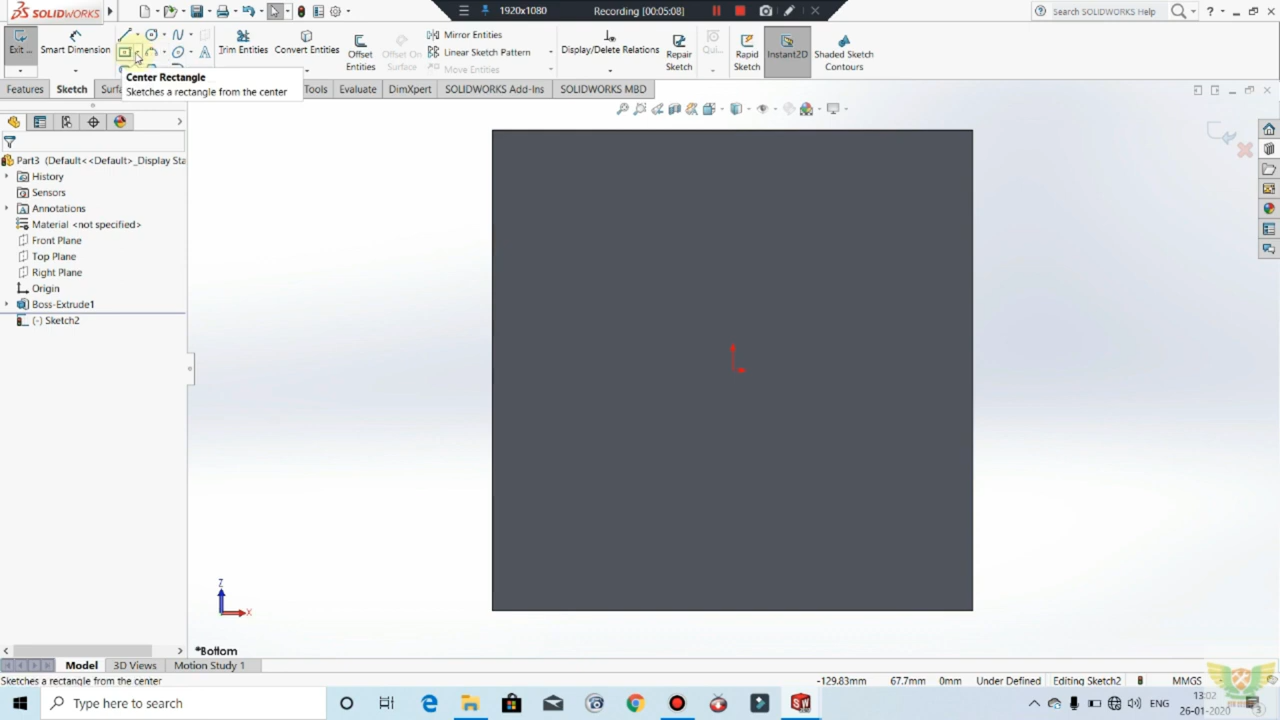 SOLIDWORKS
1920x1080
Recording [00:05:08]
Search SOLIDWORKS Help
Exit ...
Smart Dimension
Trim Entities
Convert Entities
Offset Entities
Offset On Surface
Mirror Entities
Linear Sketch Pattern
Move Entities
Display/Delete Relations
Repair Sketch
Qui...
Rapid Sketch
Instant2D
Shaded Sketch Contours
Center Rectangle
Sketches a rectangle from the center
Features
Sketch
Surfa
Tools
Evaluate
DimXpert
SOLIDWORKS Add-Ins
SOLIDWORKS MBD
Part3 (Default<<Default>_Display Sta
History
Sensors
Annotations
Material <not specified>
Front Plane
Top Plane
Right Plane
Origin
Boss-Extrude1
(-) Sketch2
Z
X
*Bottom
Model
3D Views
Motion Study 1
Sketches a rectangle from the center
-129.83mm
67.7mm
0mm
Under Defined
Editing Sketch2
MMGS
Type here to search
ENG
13:02
26-01-2020
3